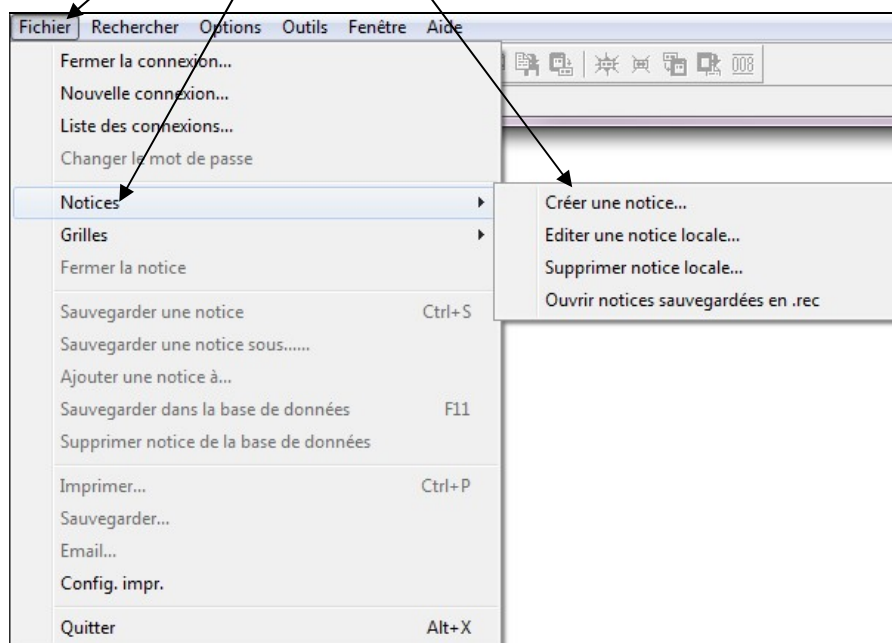 Fichier Rechercher Options Outils Fenêtre Aide
008
Fermer la connexion...
Nouvelle connexion...
Liste des connexions...
Changer le mot de passe
Notices
Grilles
Fermer la notice
Sauvegarder une notice Ctrl+S
Sauvegarder une notice sous......
Ajouter une notice à...
Sauvegarder dans la base de données F11
Supprimer notice de la base de données
Imprimer... Ctrl+P
Sauvegarder...
Email...
Config. impr.
Quitter Alt+X
Créer une notice...
Editer une notice locale...
Supprimer notice locale...
Ouvrir notices sauvegardées en .rec